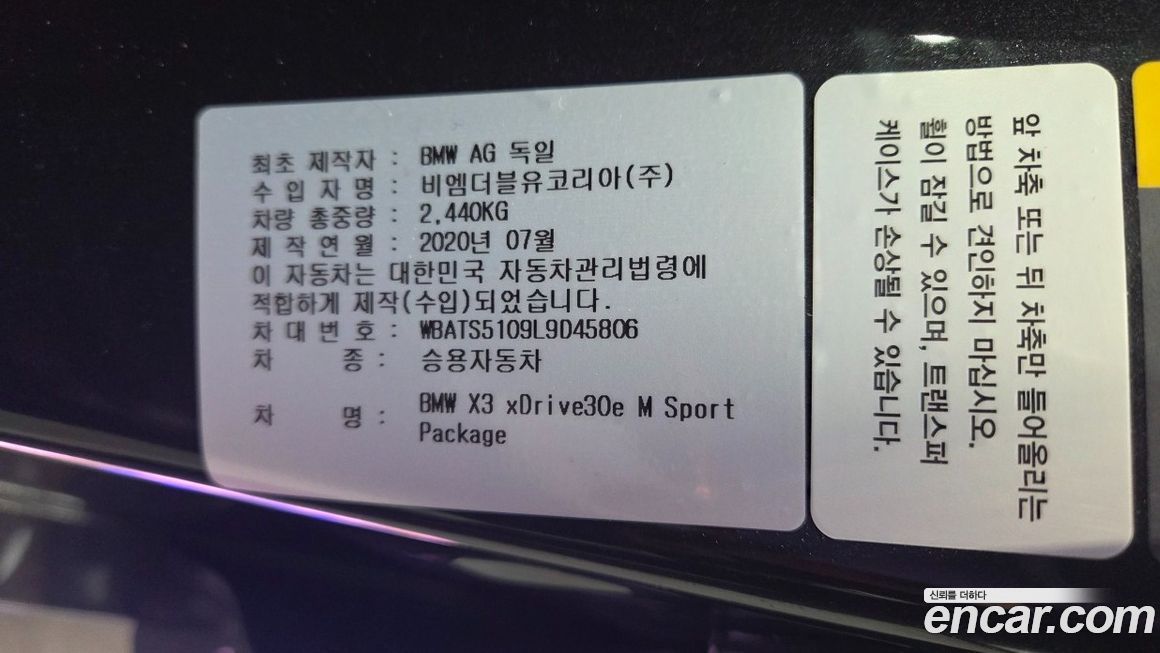 최초 제작자 : BMW AG 독일
수 입 자 명 : 비엠더블유코리아(주)
차량 총중량 : 2,440KG
제 작 연 월 : 2020년 07월
이 자동차는 대한민국 자동차관리법령에
적합하게 제작(수입)되었습니다.
차 대 번 호 : WBATS5109L9D45806
차 종 : 승용자동차
차 명 : BMW X3 xDrive30e M Sport
Package
앞 차축 또는 뒤 차축만 들어올리는
방법으로 견인하지 마십시오.
휠이 잠길 수 있으며, 트랜스퍼
케이스가 손상될 수 있습니다.
신뢰를 더하다
encar.com